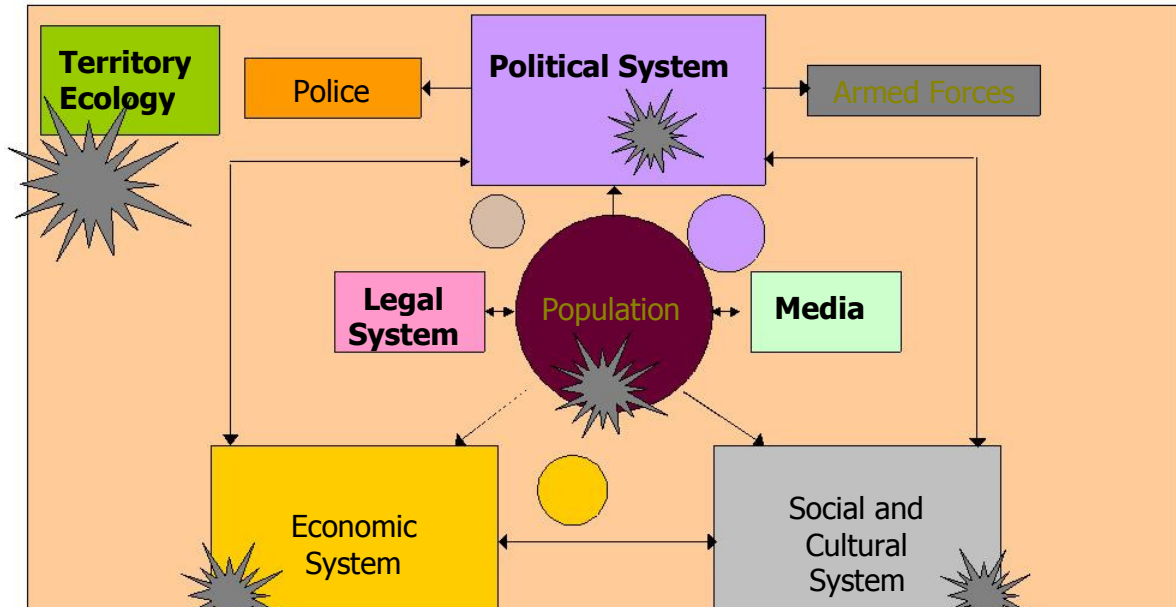 Territory
Ecology
Police
Political System
Armed Forces
Legal
System
Population
Media
Economic
System
Social and
Cultural
System